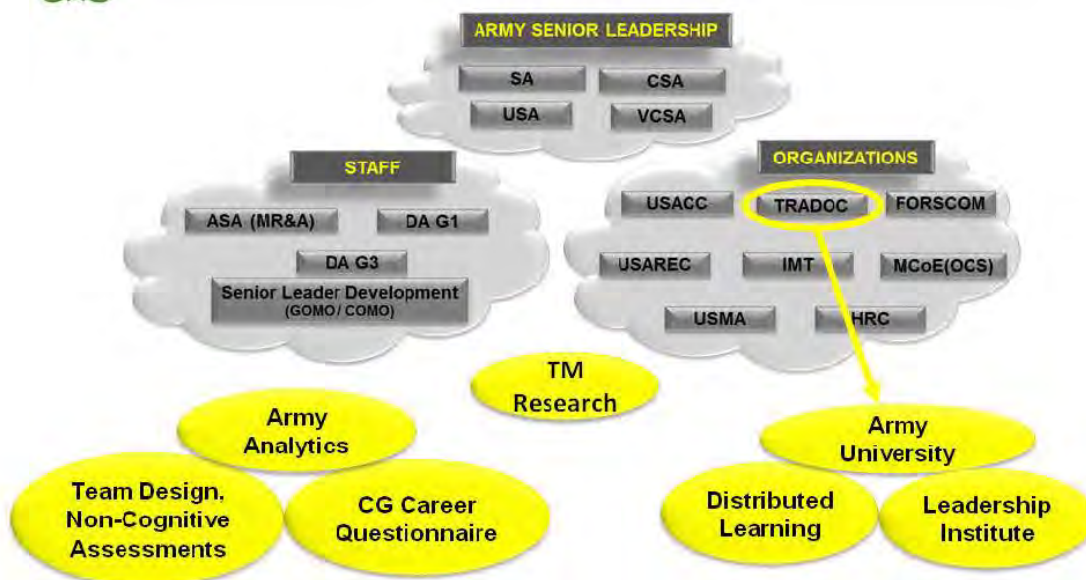 ARMY SENIOR LEADERSHIP
SA
CSA
USA
VCSA
STAFF
ASA (MR&A)
DA G1
DA G3
Senior Leader Development
(GOMO / COMO)
ORGANIZATIONS
USACC
TRADOC
FORSCOM
USAREC
IMT
MCoE(OCS)
USMA
HRC
TM
Research
Army
Analytics
Team Design,
Non-Cognitive
Assessments
CG Career
Questionnaire
Army
University
Distributed
Learning
Leadership
Institute